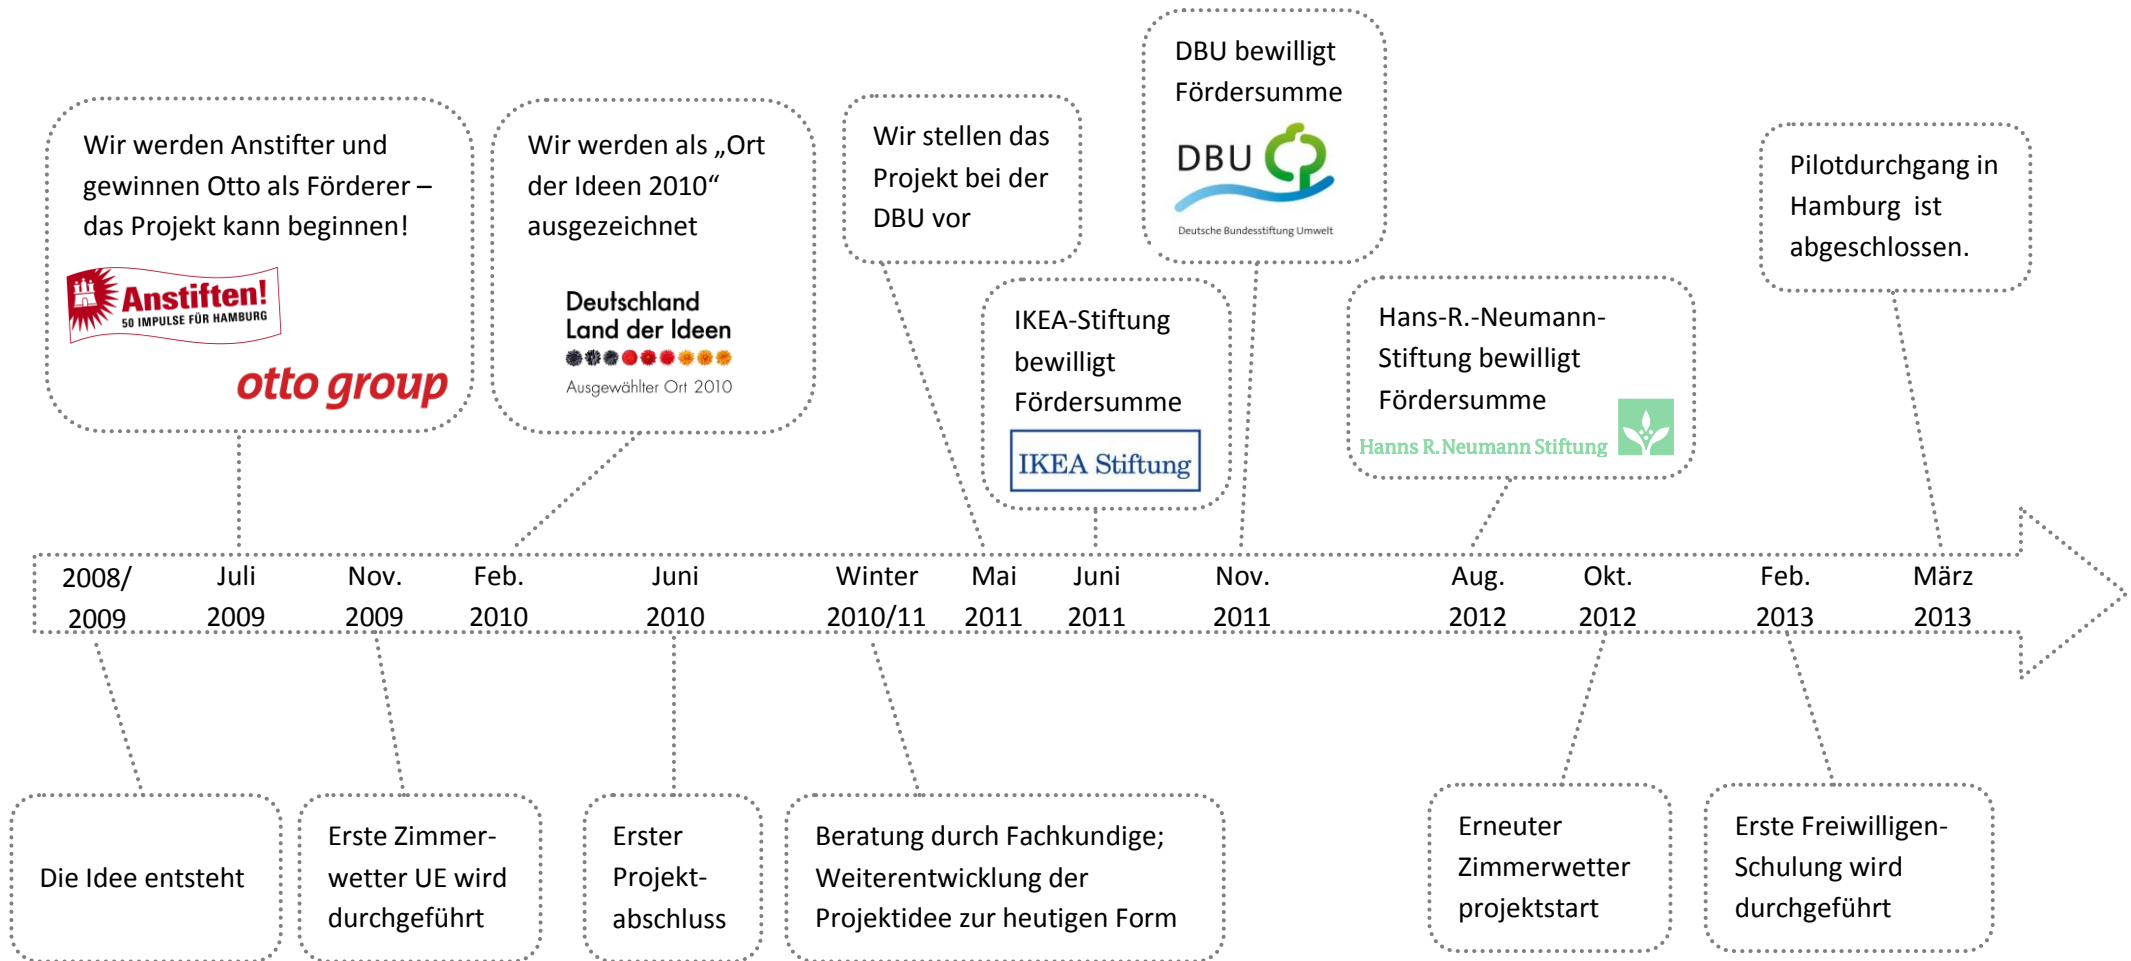 DBU bewilligt
Fördersumme
DBU
Deutsche Bundesstiftung Umwelt
Wir werden Anstifter und
gewinnen Otto als Förderer –
das Projekt kann beginnen!
Anstiften!
50 IMPULSE FÜR HAMBURG
otto group
Wir werden als „Ort
der Ideen 2010“
ausgezeichnet
Deutschland
Land der Ideen
Ausgewählter Ort 2010
Wir stellen das
Projekt bei der
DBU vor
IKEA-Stiftung
bewilligt
Fördersumme
IKEA Stiftung
Hans-R.-Neumann-
Stiftung bewilligt
Fördersumme
Hanns R. Neumann Stiftung
Pilotdurchgang in
Hamburg ist
abgeschlossen.
2008/
2009
Juli
2009
Nov.
2009
Feb.
2010
Juni
2010
Winter
2010/11
Mai
2011
Juni
2011
Nov.
2011
Aug.
2012
Okt.
2012
Feb.
2013
März
2013
Die Idee entsteht
Erste Zimmer-
wetter UE wird
durchgeführt
Erster
Projekt-
abschluss
Beratung durch Fachkundige;
Weiterentwicklung der
Projektidee zur heutigen Form
Erneuter
Zimmerwetter
projektstart
Erste Freiwilligen-
Schulung wird
durchgeführt